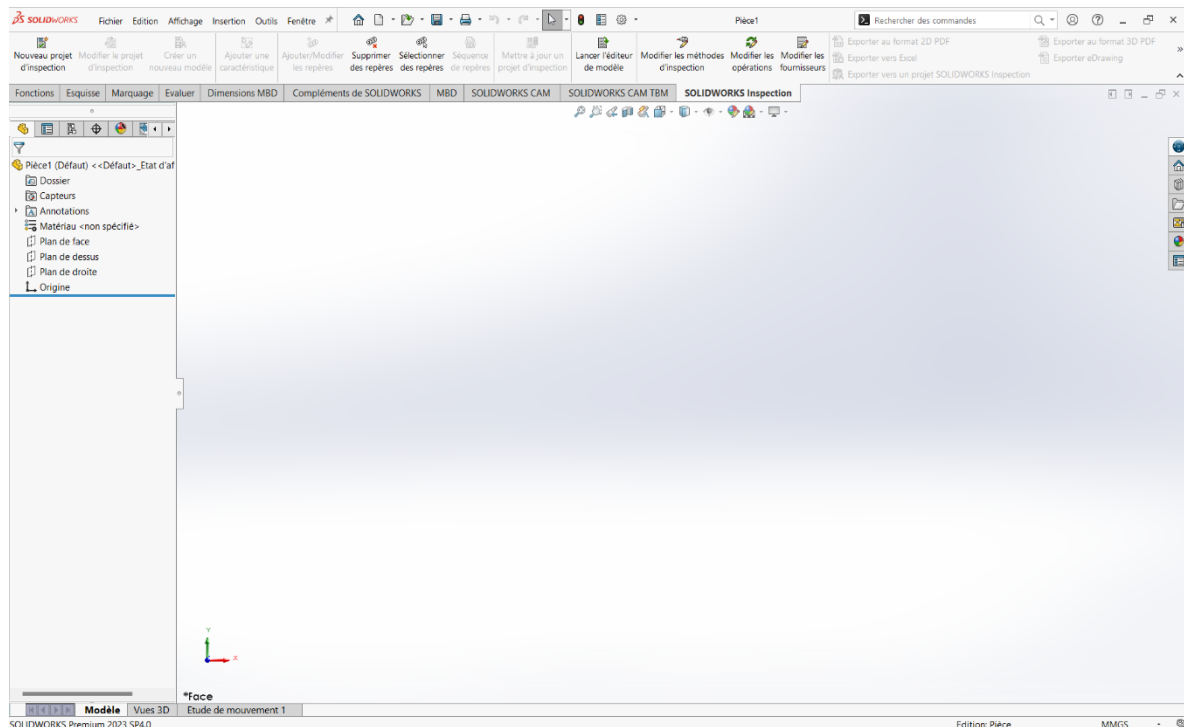 SOLIDWORKS Fichier Edition Affichage Insertion Outils Fenêtre Pièce1 Rechercher des commandes
Nouveau projet d'inspection
Modifier le projet d'inspection
Créer un nouveau modèle
Ajouter une caractéristique
Ajouter/Modifier les repères
Supprimer des repères
Sélectionner des repères
Séquence de repères
Mettre à jour un projet d'inspection
Lancer l'éditeur de modèle
Modifier les méthodes d'inspection
Modifier les opérations
Modifier les fournisseurs
Exporter au format 2D PDF
Exporter vers Excel
Exporter vers un projet SOLIDWORKS Inspection
Exporter au format 3D PDF
Exporter eDrawing
Fonctions Esquisse Marquage Evaluer Dimensions MBD Compléments de SOLIDWORKS MBD SOLIDWORKS CAM SOLIDWORKS CAM TBM SOLIDWORKS Inspection
Pièce1 (Défaut) <<Défaut>_Etat d'af
Dossier
Capteurs
Annotations
Matériau <non spécifié>
Plan de face
Plan de dessus
Plan de droite
Origine
Y
X
*Face
Modèle Vues 3D Etude de mouvement 1
SOLIDWORKS Premium 2023 SP4.0 Edition: Pièce MMGS